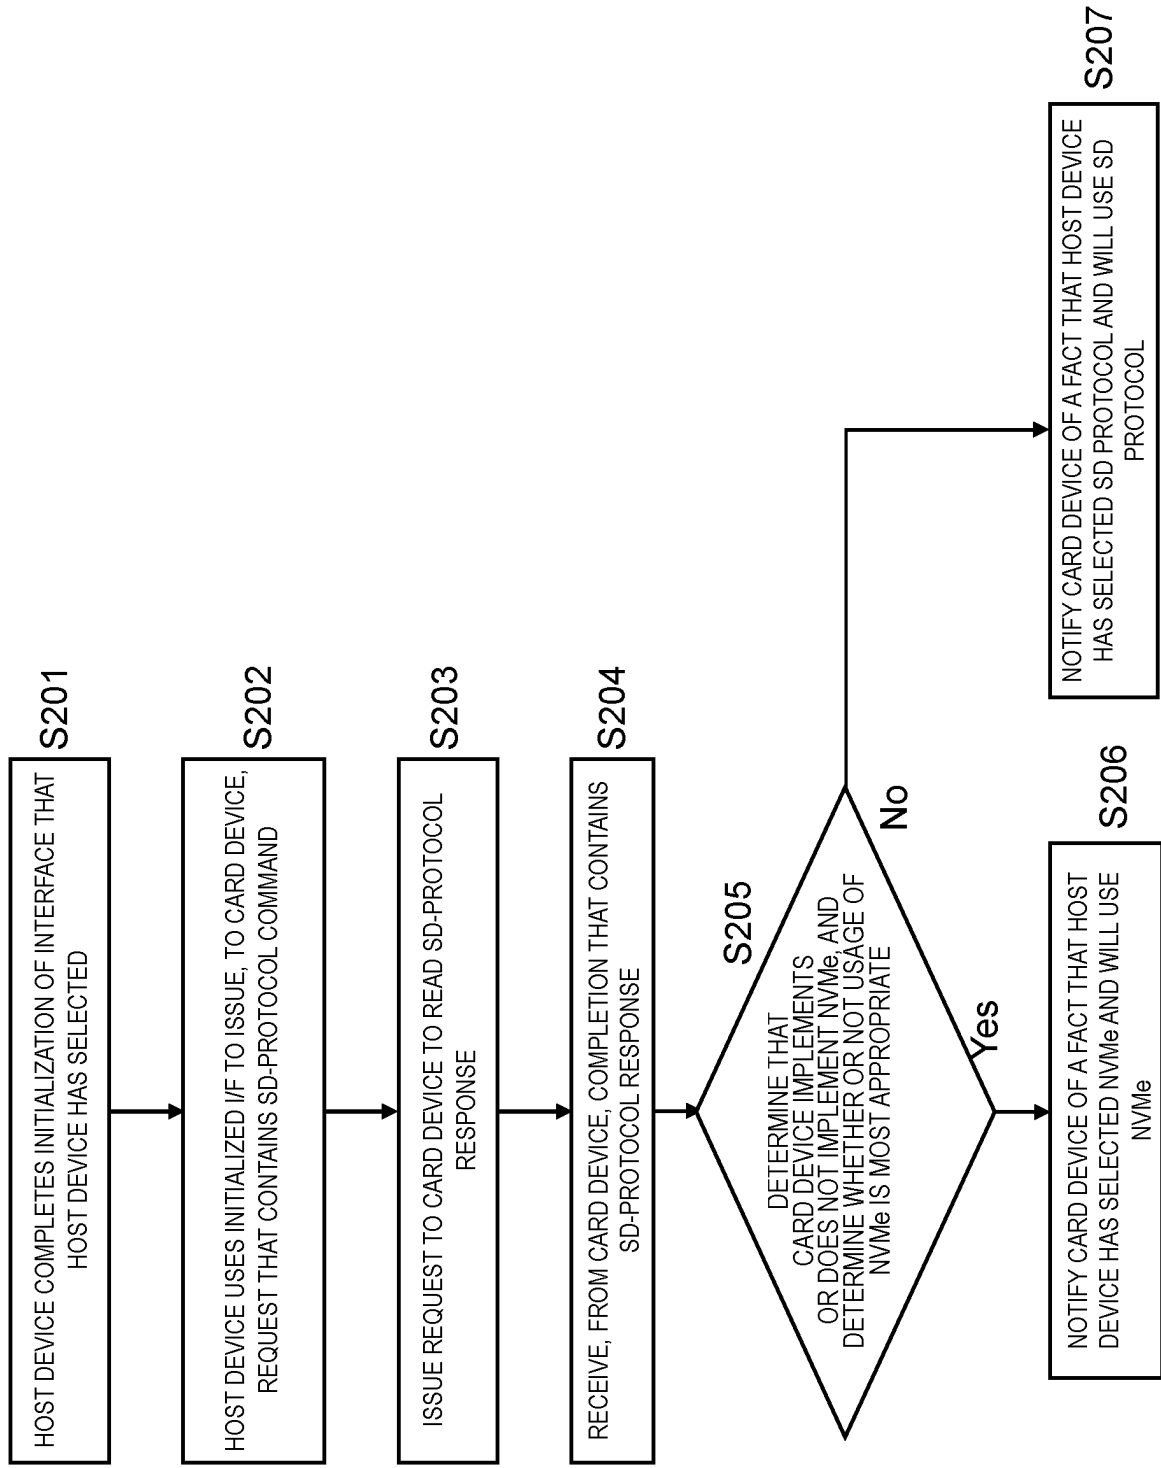 HOST DEVICE COMPLETES INITIALIZATION OF INTERFACE THAT
HOST DEVICE HAS SELECTED
S201
HOST DEVICE USES INITIALIZED I/F TO ISSUE, TO CARD DEVICE,
REQUEST THAT CONTAINS SD-PROTOCOL COMMAND
S202
ISSUE REQUEST TO CARD DEVICE TO READ SD-PROTOCOL
RESPONSE
S203
RECEIVE, FROM CARD DEVICE, COMPLETION THAT CONTAINS
SD-PROTOCOL RESPONSE
S204
S205
DETERMINE THAT
CARD DEVICE IMPLEMENTS
OR DOES NOT IMPLEMENT NVMe, AND
DETERMINE WHETHER OR NOT USAGE OF
NVMe IS MOST APPROPRIATE
No
Yes
NOTIFY CARD DEVICE OF A FACT THAT HOST
DEVICE HAS SELECTED NVMe AND WILL USE
NVMe
S206
NOTIFY CARD DEVICE OF A FACT THAT HOST DEVICE
HAS SELECTED SD PROTOCOL AND WILL USE SD
PROTOCOL
S207